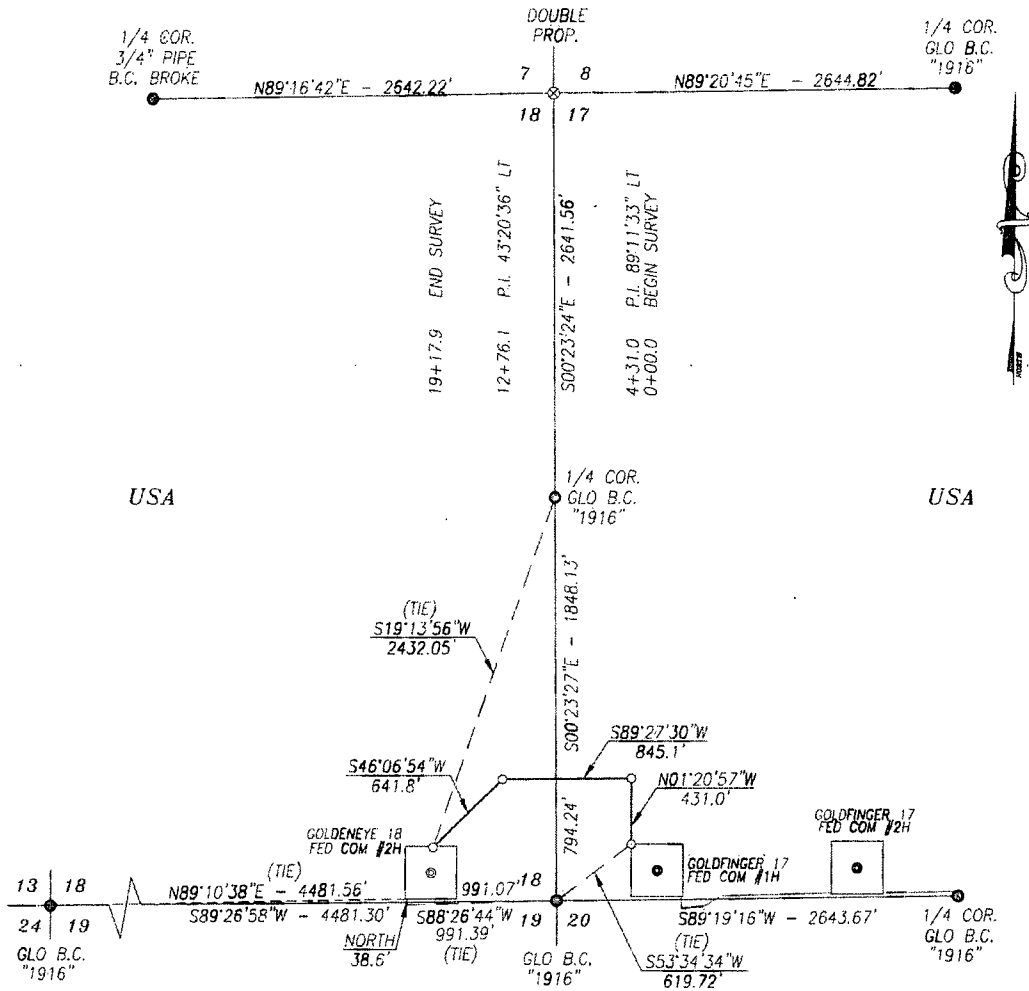 DOUBLE
PROP.
1/4 COR.
3/4" PIPE
B.C. BROKE
1/4 COR.
GLO B.C.
"1916"
N89°16'42"E - 2642.22'
7 8
N89°20'45"E - 2644.82'
18 17
19+17.9 END SURVEY
12+76.1 P.I. 43°20'36" LT
S00°23'24"E - 2641.56'
4+31.0 P.I. 89°11'33" LT
0+00.0 BEGIN SURVEY
NORTH
USA
1/4 COR.
GLO B.C.
"1916"
USA
(TIE)
S19°13'56"W
2432.05'
S00°23'27"E - 1848.13'
S89°27'30"W
845.1'
S46°06'54"W
641.8'
N01°20'57"W
431.0'
794.24'
GOLDENEYE 18
FED COM #2H
GOLDFINGER 17
FED COM #1H
GOLDFINGER 17
FED COM #2H
13 18
24 19
GLO B.C.
"1916"
(TIE)
N89°10'38"E - 4481.56'
S89°26'58"W - 4481.30'
NORTH
38.6'
991.07'
S88°26'44"W
991.39'
(TIE)
18
19 20
GLO B.C.
"1916"
S89°19'16"W - 2643.67'
(TIE)
S53°34'34"W
619.72'
1/4 COR.
GLO B.C.
"1916"